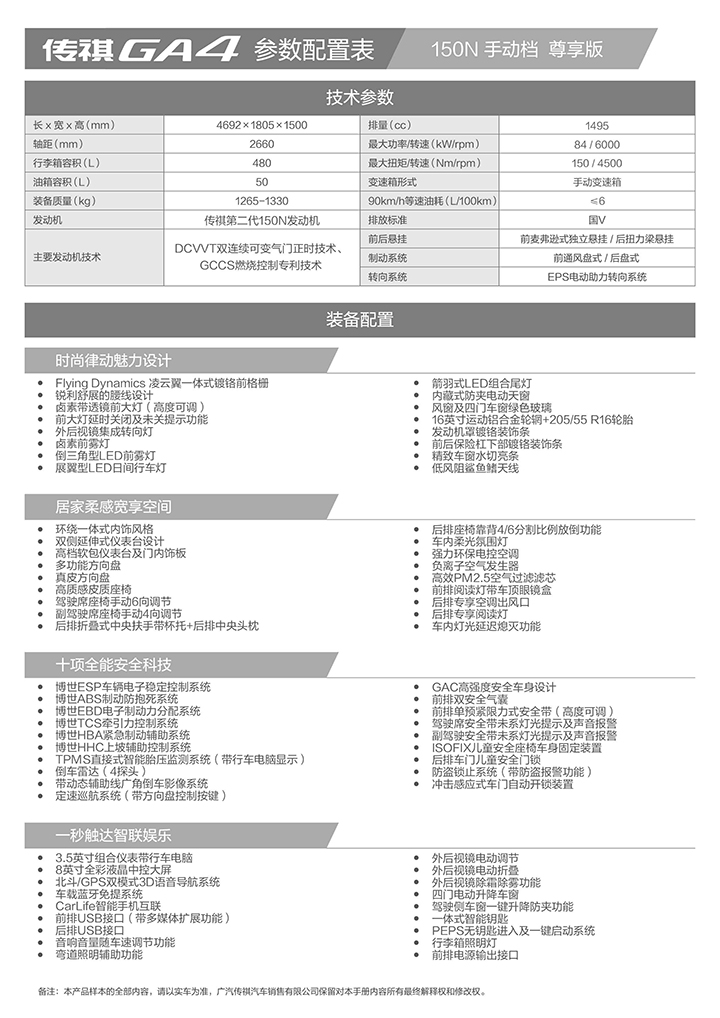 传祺GA4 参数配置表 150N 手动档 尊享版
技术参数
长 x 宽 x 高(mm) 4692×1805×1500 排量(cc) 1495
轴距(mm) 2660 最大功率/转速(kW/rpm) 84 / 6000
行李箱容积(L) 480 最大扭矩/转速(Nm/rpm) 150 / 4500
油箱容积(L) 50 变速箱形式 手动变速箱
装备质量(kg) 1265-1330 90km/h等速油耗(L/100km) ≤6
发动机 传祺第二代150N发动机 排放标准 国V
主要发动机技术 DCVVT双连续可变气门正时技术、
GCCS燃烧控制专利技术
前后悬挂 前麦弗逊式独立悬挂 / 后扭力梁悬挂
制动系统 前通风盘式 / 后盘式
转向系统 EPS电动助力转向系统
装备配置
时尚律动魅力设计
● Flying Dynamics 凌云翼一体式镀铬前格栅
● 锐利舒展的腰线设计
● 卤素带透镜前大灯(高度可调)
● 前大灯延时关闭及未关提示功能
● 外后视镜集成转向灯
● 卤素前雾灯
● 倒三角型LED前雾灯
● 展翼型LED日间行车灯
● 箭羽式LED组合尾灯
● 内藏式防夹电动天窗
● 风窗及四门车窗绿色玻璃
● 16英寸运动铝合金轮辋+205/55 R16轮胎
● 发动机罩镀铬装饰条
● 前后保险杠下部镀铬装饰条
● 精致车窗水切亮条
● 低风阻鲨鱼鳍天线
居家柔感宽享空间
● 环绕一体式内饰风格
● 双侧延伸式仪表台设计
● 高档软包仪表台及门内饰板
● 多功能方向盘
● 真皮方向盘
● 高质感皮质座椅
● 驾驶席座椅手动6向调节
● 副驾驶席座椅手动4向调节
● 后排折叠式中央扶手带杯托+后排中央头枕
● 后排座椅靠背4/6分割比例放倒功能
● 车内柔光氛围灯
● 强力环保电控空调
● 负离子空气发生器
● 高效PM2.5空气过滤滤芯
● 前排阅读灯带车顶眼镜盒
● 后排专享空调出风口
● 后排专享阅读灯
● 车内灯光延迟熄灭功能
十项全能安全科技
● 博世ESP车辆电子稳定控制系统
● 博世ABS制动防抱死系统
● 博世EBD电子制动力分配系统
● 博世TCS牵引力控制系统
● 博世HBA紧急制动辅助系统
● 博世HHC上坡辅助控制系统
● TPMS直接式智能胎压监测系统(带行车电脑显示)
● 倒车雷达(4探头)
● 带动态辅助线广角倒车影像系统
● 定速巡航系统(带方向盘控制按键)
● GAC高强度安全车身设计
● 前排双安全气囊
● 前排单预紧限力式安全带(高度可调)
● 驾驶席安全带未系灯光提示及声音报警
● 副驾驶安全带未系灯光提示及声音报警
● ISOFIX儿童安全座椅车身固定装置
● 后排车门儿童安全门锁
● 防盗锁止系统(带防盗报警功能)
● 冲击感应式车门自动开锁装置
一秒触达智联娱乐
● 3.5英寸组合仪表带行车电脑
● 8英寸全彩液晶中控大屏
● 北斗/GPS双模式3D语音导航系统
● 车载蓝牙免提系统
● CarLife智能手机互联
● 前排USB接口(带多媒体扩展功能)
● 后排USB接口
● 音响音量随车速调节功能
● 弯道照明辅助功能
● 外后视镜电动调节
● 外后视镜电动折叠
● 外后视镜除霜除雾功能
● 四门电动升降车窗
● 驾驶侧车窗一键升降防夹功能
● 一体式智能钥匙
● PEPS无钥匙进入及一键启动系统
● 行李箱照明灯
● 前排电源输出接口
备注:本产品样本的全部内容,请以实车为准,广汽传祺汽车销售有限公司保留对本手册内容所有最终解释权和修改权。